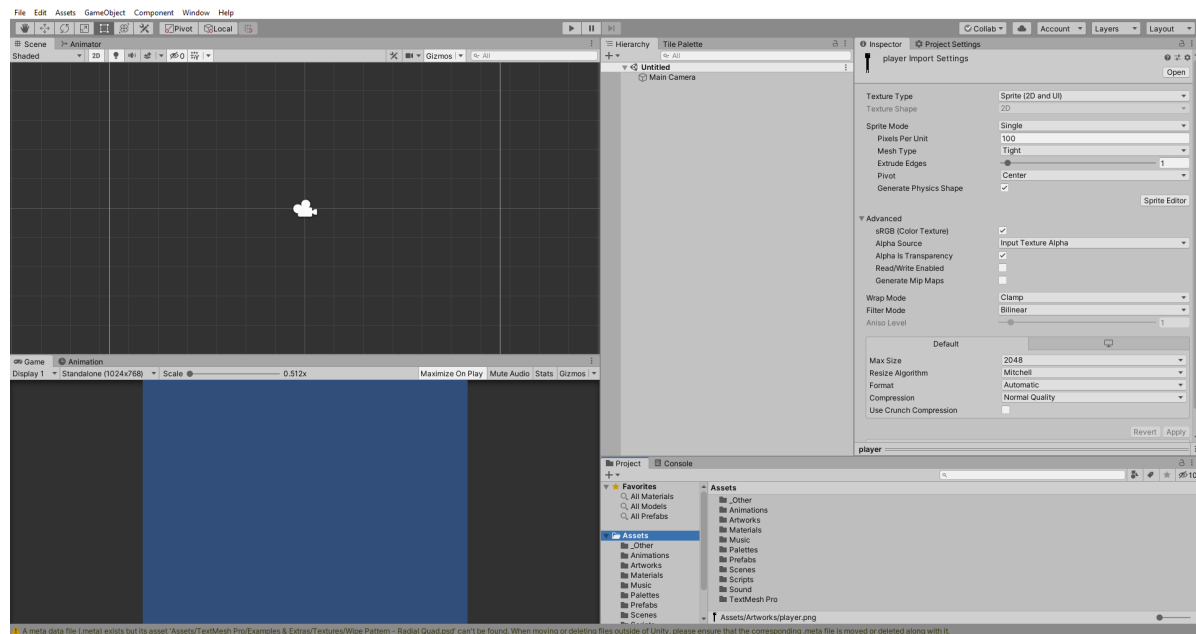 File Edit Assets GameObject Component Window Help
Pivot Local Collab Account Layers Layout
Scene Animator
Shaded 2D 0 Gizmos All
Hierarchy Tile Palette
All
Untitled
Main Camera
Inspector Project Settings
player Import Settings
Open
Texture Type Sprite (2D and UI)
Texture Shape 2D
Sprite Mode Single
Pixels Per Unit 100
Mesh Type Tight
Extrude Edges 1
Pivot Center
Generate Physics Shape
Sprite Editor
Advanced
sRGB (Color Texture)
Alpha Source Input Texture Alpha
Alpha Is Transparency
Read/Write Enabled
Generate Mip Maps
Wrap Mode Clamp
Filter Mode Bilinear
Aniso Level 1
Default
Max Size 2048
Resize Algorithm Mitchell
Format Automatic
Compression Normal Quality
Use Crunch Compression
Revert Apply
player
Game Animation
Display 1 Standalone (1024x768) Scale 0.512x Maximize On Play Mute Audio Stats Gizmos
Project Console
10
Favorites
All Materials
All Models
All Prefabs
Assets
_Other
Animations
Artworks
Materials
Music
Palettes
Prefabs
Scenes
Scripts
Assets
_Other
Animations
Artworks
Materials
Music
Palettes
Prefabs
Scenes
Scripts
Sound
TextMesh Pro
Assets/Artworks/player.png
A meta data file (.meta) exists but its asset 'Assets/TextMesh Pro/Examples & Extras/Textures/Wipe Pattern – Radial Quad.psd' can't be found. When moving or deleting files outside of Unity, please ensure that the corresponding .meta file is moved or deleted along with it.